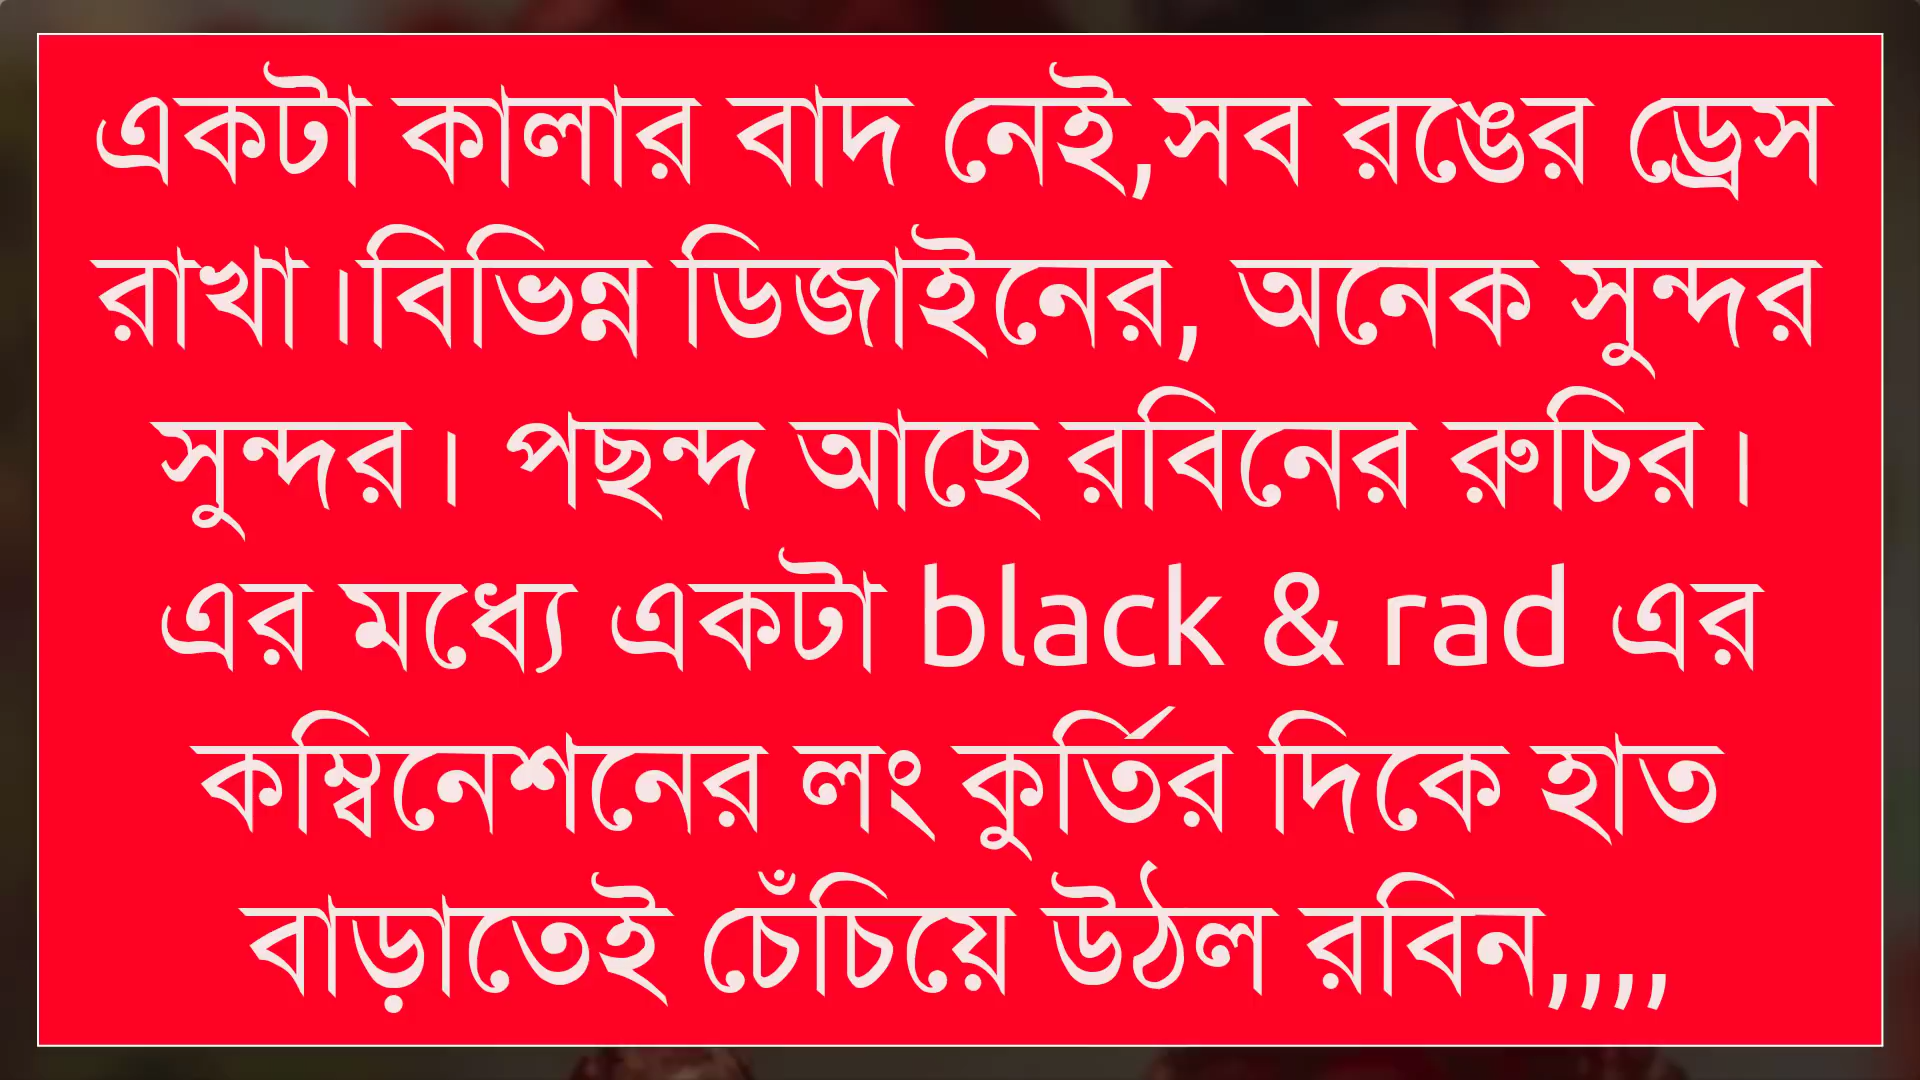 একটা কালার বাদ নেই,সব রঙের ড্রেস
রাখা।বিভিন্ন ডিজাইনের, অনেক সুন্দর
সুন্দর। পছন্দ আছে রবিনের রুচির।
এর মধ্যে একটা black & rad এর
কম্বিনেশনের লং কুর্তির দিকে হাত
বাড়াতেই চেঁচিয়ে উঠল রবিন,,,,